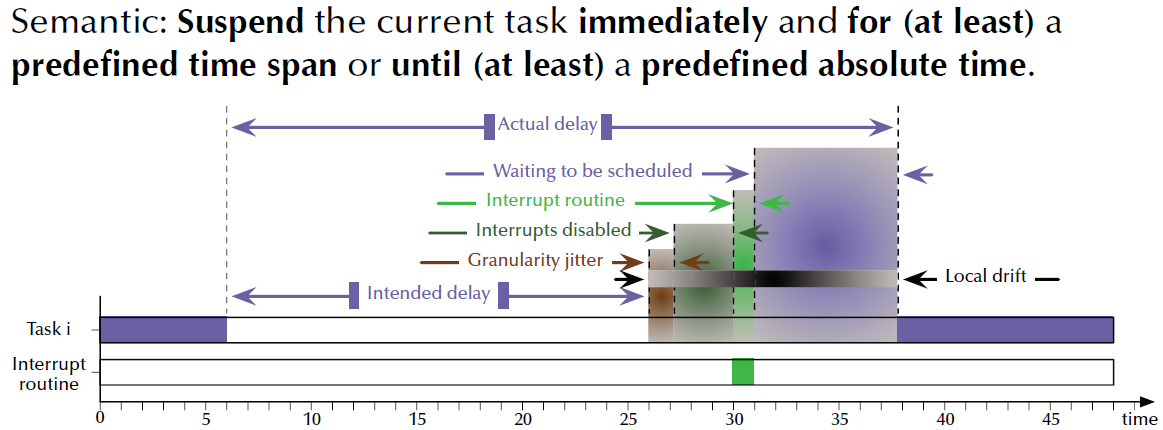 Semantic: Suspend the current task immediately and for (at least) a
predefined time span or until (at least) a predefined absolute time.
Actual delay
Waiting to be scheduled
Interrupt routine
Interrupts disabled
Granularity jitter
Local drift
Intended delay
Task i
Interrupt
routine
0 5 10 15 20 25 30 35 40 45 time